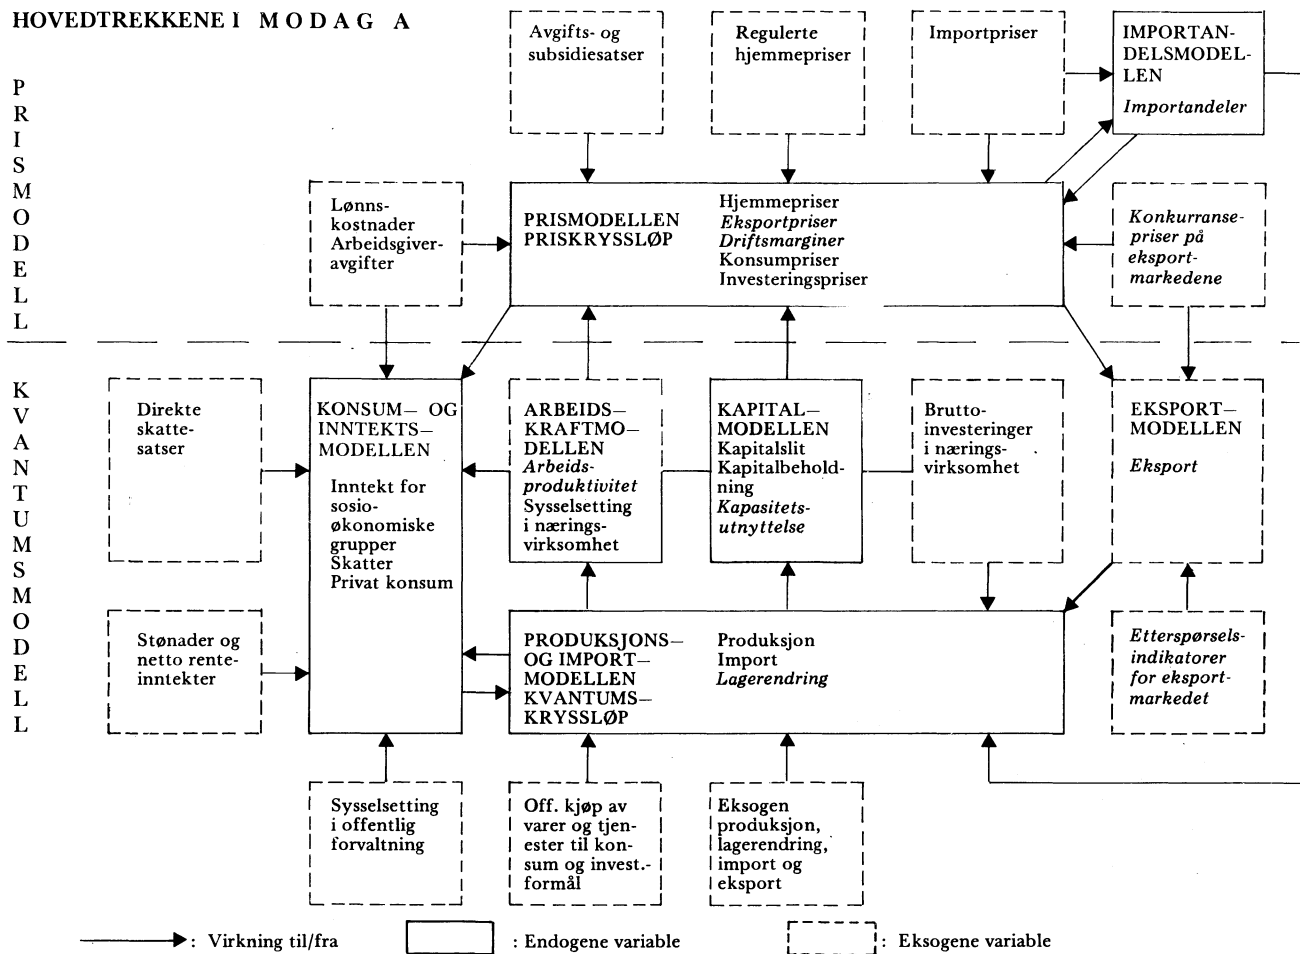 HOVEDTREKKENE I M O D A G A
P
R
I
S
M
O
D
E
L
L
Avgifts- og
subsidiesatser
Regulerte
hjemmepriser
Importpriser
IMPORTAN-
DELSMODEL-
LEN
Importandeler
Lønns-
kostnader
Arbeidsgiver-
avgifter
PRISMODELLEN
PRISKRYSSLØP
Hjemmepriser
Eksportpriser
Driftsmarginer
Konsumpriser
Investeringspriser
Konkurranse-
priser på
eksport-
markedene
K
V
A
N
T
U
M
S
M
O
D
E
L
L
Direkte
skatte-
satser
KONSUM— OG
INNTEKTS—
MODELLEN
Inntekt for
sosio-
økonomiske
grupper
Skatter
Privat konsum
ARBEIDS—
KRAFTMO—
DELLEN
Arbeids-
produktivitet
Sysselsetting
i nærings-
virksomhet
KAPITAL—
MODELLEN
Kapitalslit
Kapitalbehold-
ning
Kapasitets-
utnyttelse
Brutto-
investeringer
i nærings-
virksomhet
EKSPORT—
MODELLEN
Eksport
Stønader og
netto rente-
inntekter
PRODUKSJONS—
OG IMPORT—
MODELLEN
KVANTUMS—
KRYSSLØP
Produksjon
Import
Lagerendring
Etterspørsels-
indikatorer
for eksport-
markedet
Sysselsetting
i offentlig
forvaltning
Off. kjøp av
varer og tjen-
ester til kon-
sum og invest.-
formål
Eksogen
produksjon,
lagerendring,
import og
eksport
: Virkning til/fra
: Endogene variable
: Eksogene variable